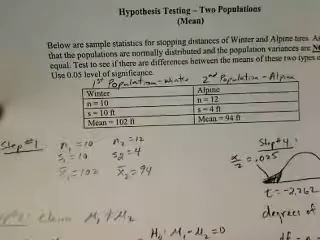 Hypothesis Testing – Two Populations
(Mean)
Below are sample statistics for stopping distances of Winter and Alpine tires.
that the populations are normally distributed and the population variances are
equal. Test to see if there are differences between the means of these two types
Use 0.05 level of significance.
1st Population-Winter 2nd Population-Alpine
Winter Alpine
n = 10 n = 12
s = 10 ft s = 4 ft
Mean = 102 ft Mean = 94 ft
Step #1 n₁ = 10 n₂ = 12 Step #4:
s₁ = 10 s₂ = 4 α/2 = .025
x̄₁ = 102 x̄₂ = 94
t = -2.262
claim μ₁ ≠ μ₂ degrees of
H₀: μ₁ - μ₂ = 0